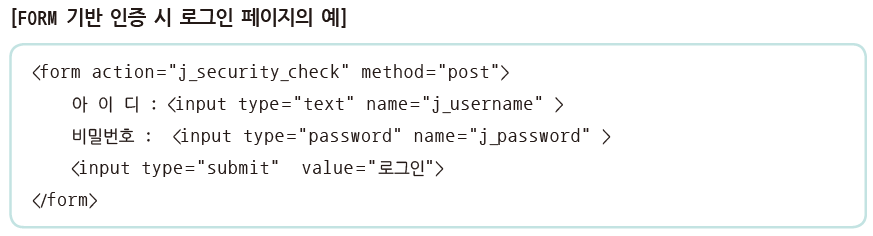 [FORM 기반 인증 시 로그인 페이지의 예]
<form action="j_security_check" method="post">
아 이 디 : <input type="text" name="j_username" >
비밀번호 : <input type="password" name="j_password" >
<input type="submit" value="로그인">
</form>